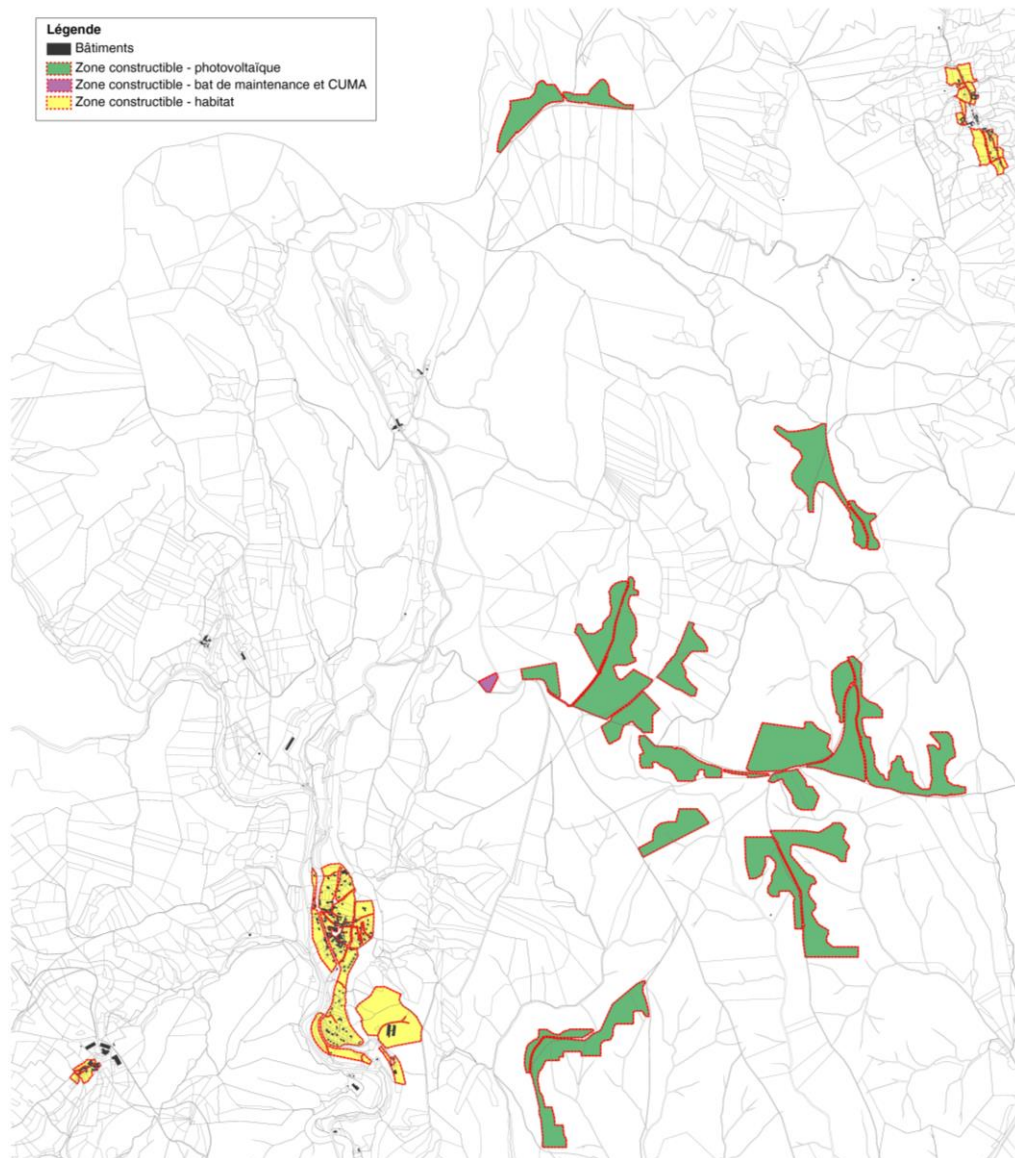 Légende
Bâtiments
Zone constructible - photovoltaïque
Zone constructible - bat de maintenance et CUMA
Zone constructible - habitat